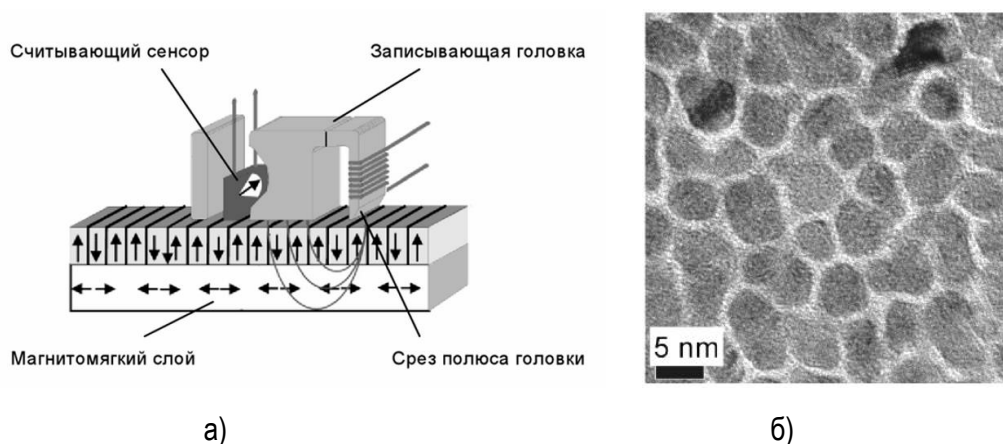 Считывающий сенсор
Записывающая головка
Магнитомягкий слой
Срез полюса головки
5 nm
а)
б)